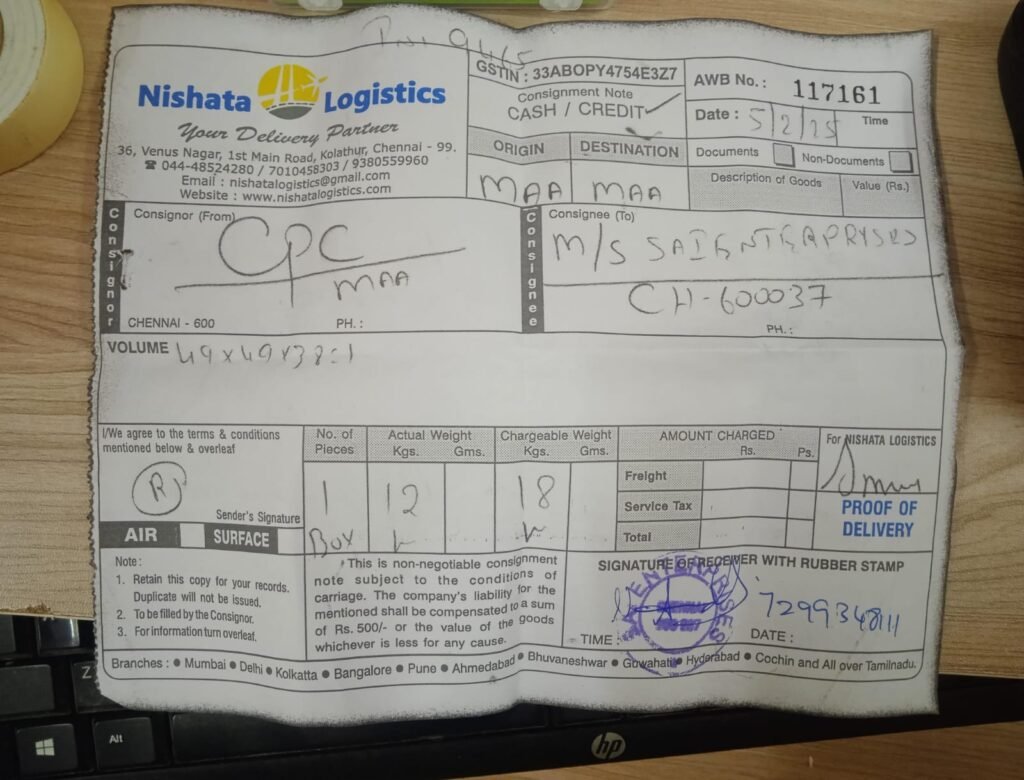 Nishata Logistics
Your Delivery Partner
36, Venus Nagar, 1st Main Road, Kolathur, Chennai - 99.
☎ 044-48524280 / 7010458303 / 9380559960
Email : nishatalogistics@gmail.com
Website : www.nishatalogistics.com
GSTIN : 33ABOPY4754E3Z7
Consignment Note
CASH / CREDIT ✓
ORIGIN DESTINATION
MAA MAA
AWB No. : 117161
Date : 5/2/25 Time
Documents Non-Documents
Description of Goods Value (Rs.)
Consignor
Consignor (From)
CPC
MAA
CHENNAI - 600 PH. :
Consignee
Consignee (To)
M/S SAI ENTERPRYSES
CH-600037
PH. :
VOLUME 49x49x38=1
I/We agree to the terms & conditions
mentioned below & overleaf
R
Sender's Signature
AIR SURFACE
No. of Pieces Actual Weight Kgs. Gms. Chargeable Weight Kgs. Gms.
1 12 18
Box
AMOUNT CHARGED
Rs. Ps.
Freight
Service Tax
Total
For NISHATA LOGISTICS
PROOF OF
DELIVERY
Note :
1. Retain this copy for your records.
Duplicate will not be issued.
2. To be filled by the Consignor.
3. For information turn overleaf.
This is non-negotiable consignment
note subject to the conditions of
carriage. The company's liability for the
mentioned shall be compensated to a sum
of Rs. 500/- or the value of the goods
whichever is less for any cause.
SIGNATURE OF RECEIVER WITH RUBBER STAMP
ENTERPRISES
7299348111
TIME : DATE :
Branches : ● Mumbai ● Delhi ● Kolkatta ● Bangalore ● Pune ● Ahmedabad ● Bhuvaneshwar ● Guwahati ● Hyderabad ● Cochin and All over Tamilnadu.
Z
Alt
hp